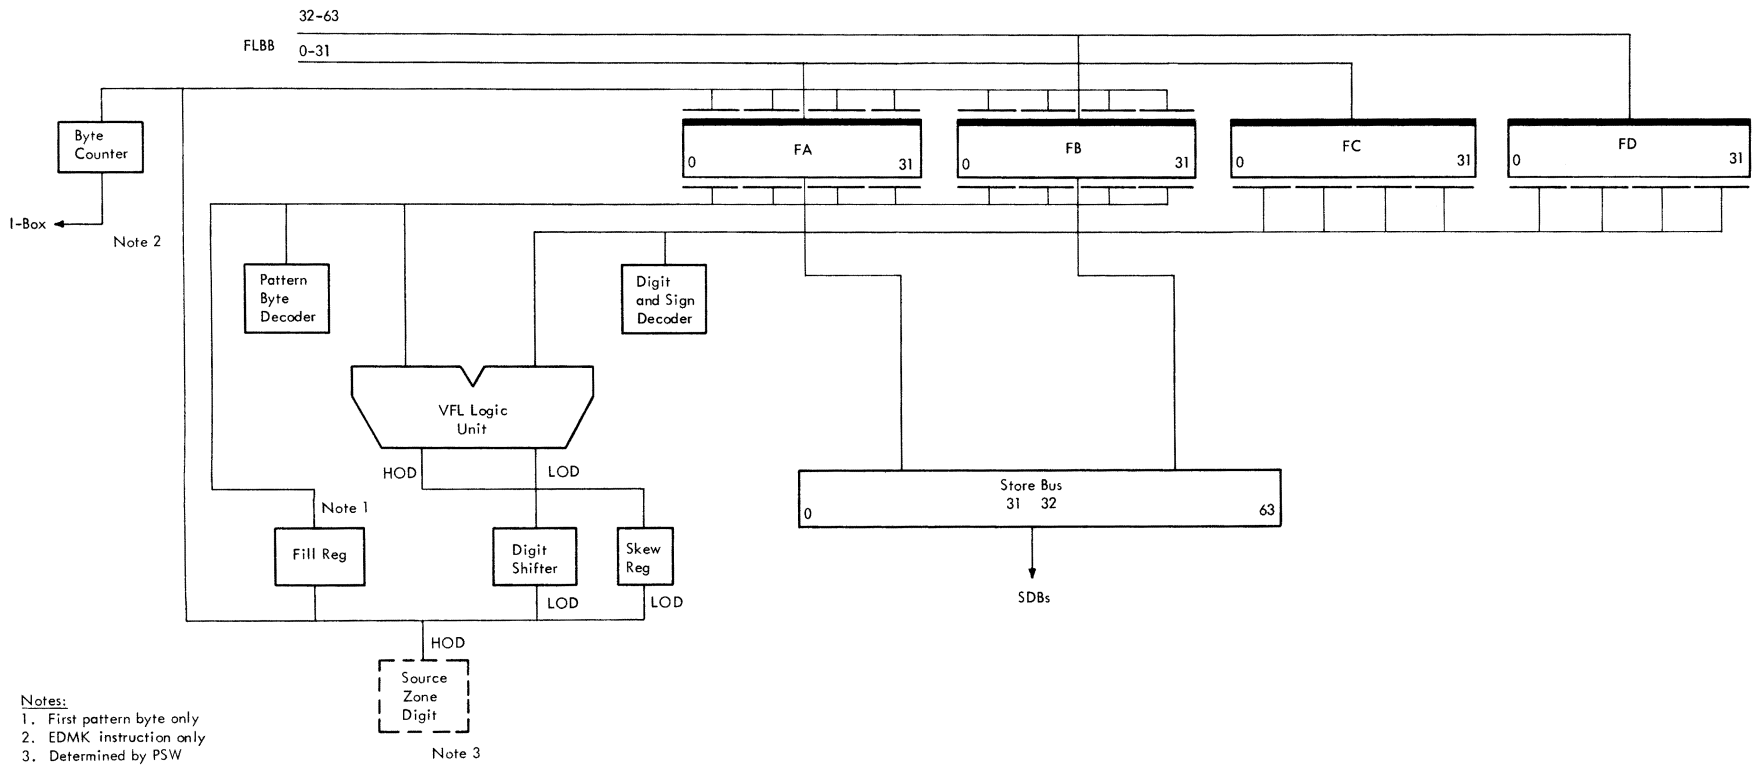 32-63
FLBB
0-31
Byte
Counter
I-Box
Note 2
0
FA
31
0
FB
31
0
FC
31
0
FD
31
Pattern
Byte
Decoder
Digit
and Sign
Decoder
VFL Logic
Unit
HOD
LOD
Note 1
Fill Reg
Digit
Shifter
Skew
Reg
LOD
LOD
HOD
Source
Zone
Digit
Note 3
Store Bus
31 32
0
63
SDBs
Notes:
1. First pattern byte only
2. EDMK instruction only
3. Determined by PSW